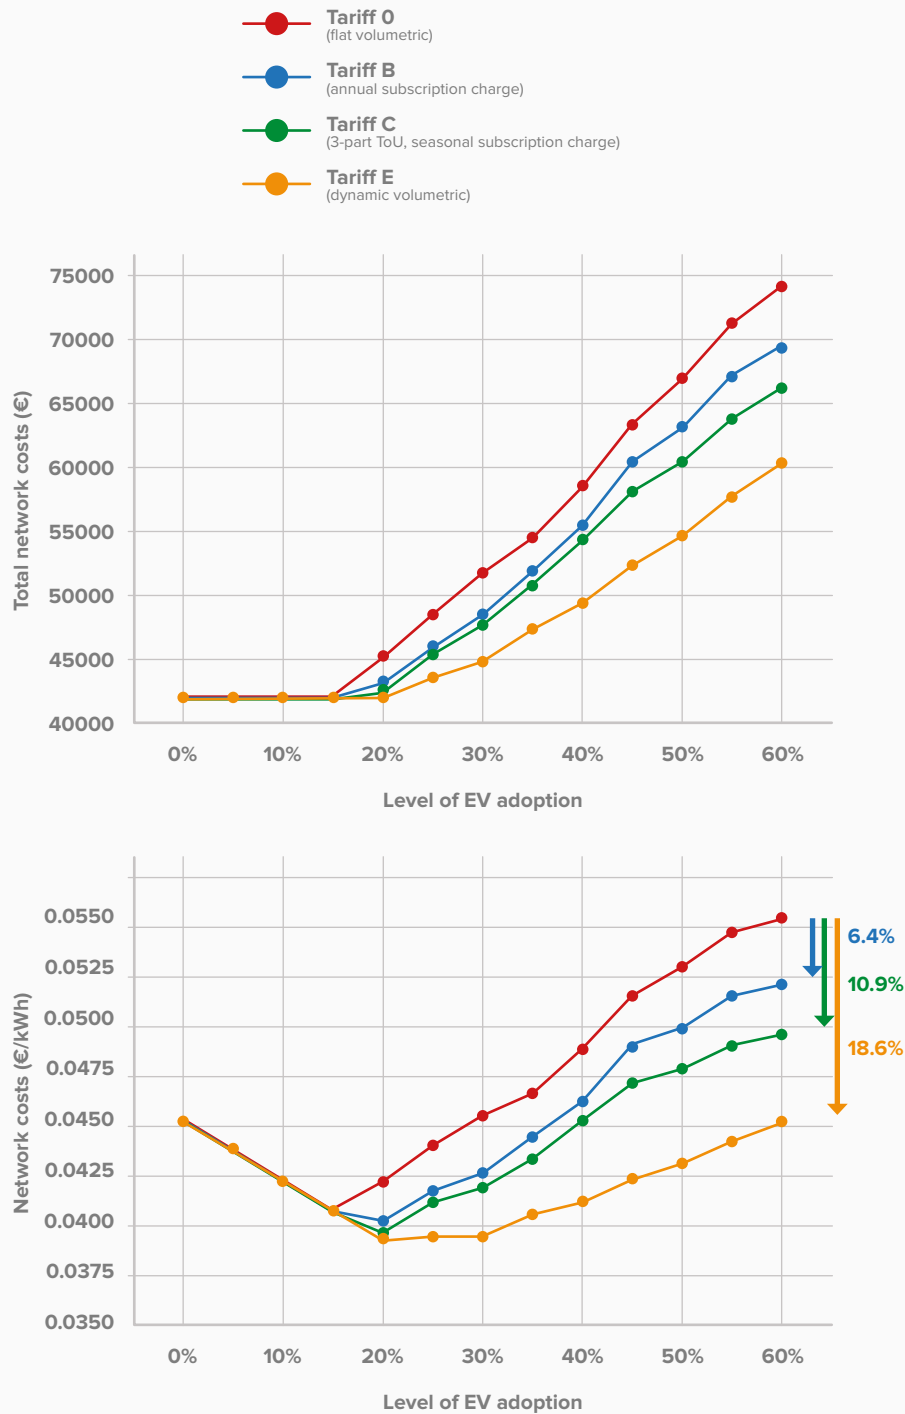 Tariff 0
(flat volumetric)
Tariff B
(annual subscription charge)
Tariff C
(3-part ToU, seasonal subscription charge)
Tariff E
(dynamic volumetric)
Total network costs (€)
75000
70000
65000
60000
55000
50000
45000
40000
0% 10% 20% 30% 40% 50% 60%
Level of EV adoption
Network costs (€/kWh)
0.0550
0.0525
0.0500
0.0475
0.0450
0.0425
0.0400
0.0375
0.0350
6.4%
10.9%
18.6%
0% 10% 20% 30% 40% 50% 60%
Level of EV adoption